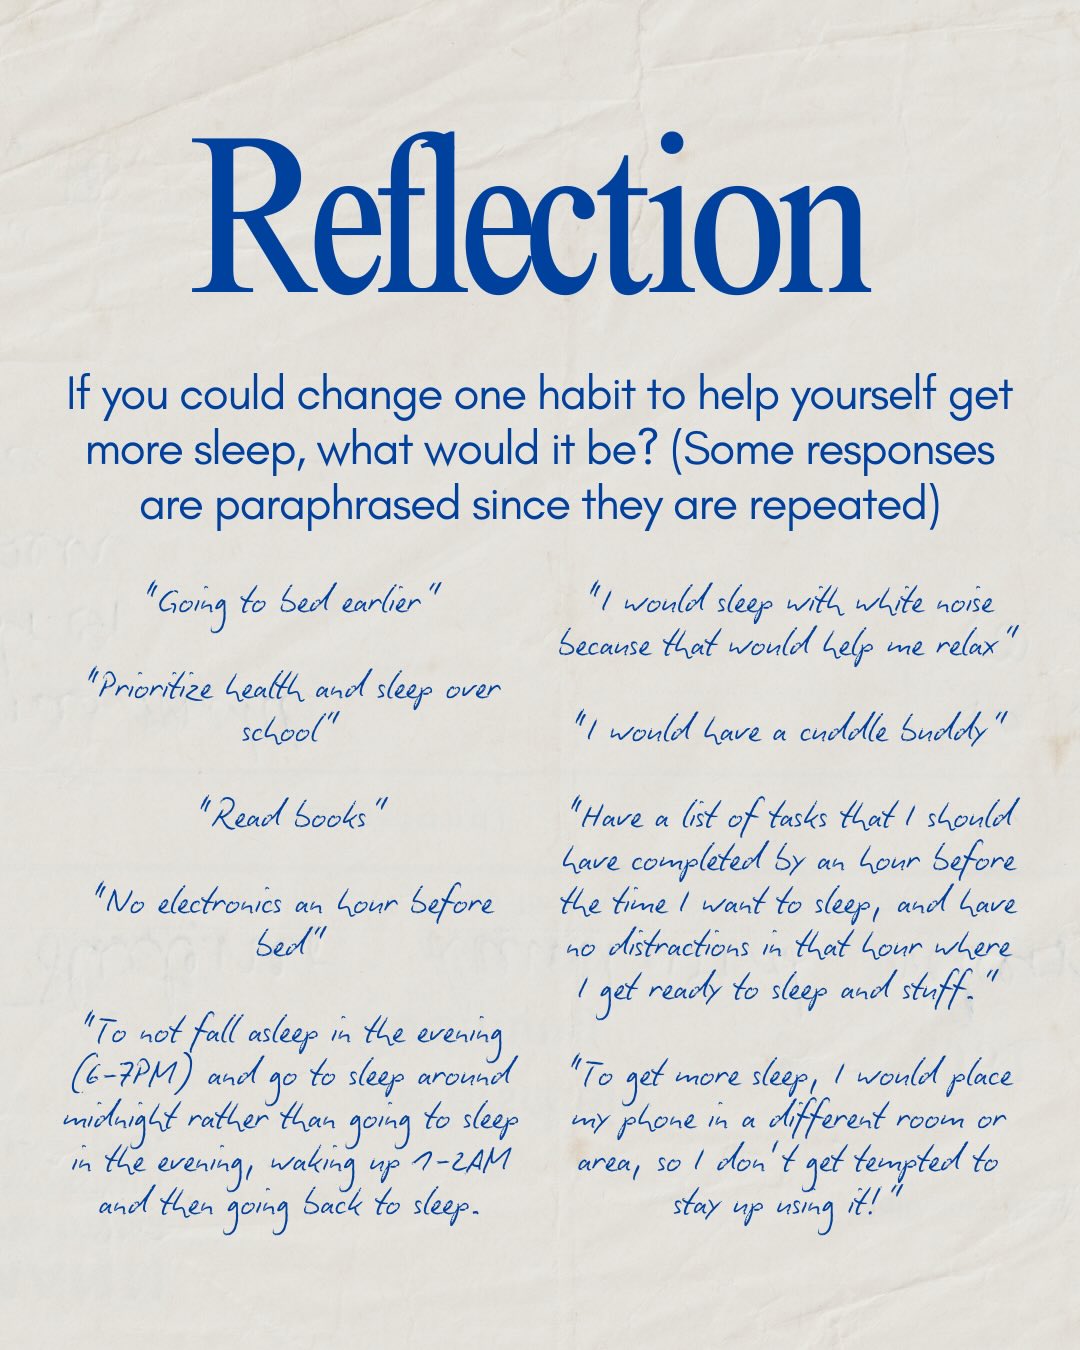 Reflection
If you could change one habit to help yourself get
more sleep, what would it be? (Some responses
are paraphrased since they are repeated)
"Going to bed earlier"
"Prioritize health and sleep over
school"
"Read books"
"No electronics an hour before
bed"
"To not fall asleep in the evening
(6-7PM) and go to sleep around
midnight rather than going to sleep
in the evening, waking up 1-2AM
and then going back to sleep.
"I would sleep with white noise
because that would help me relax"
"I would have a cuddle buddy"
"Have a list of tasks that I should
have completed by an hour before
the time I want to sleep, and have
no distractions in that hour where
I get ready to sleep and stuff."
"To get more sleep, I would place
my phone in a different room or
area, so I don't get tempted to
stay up using it!"